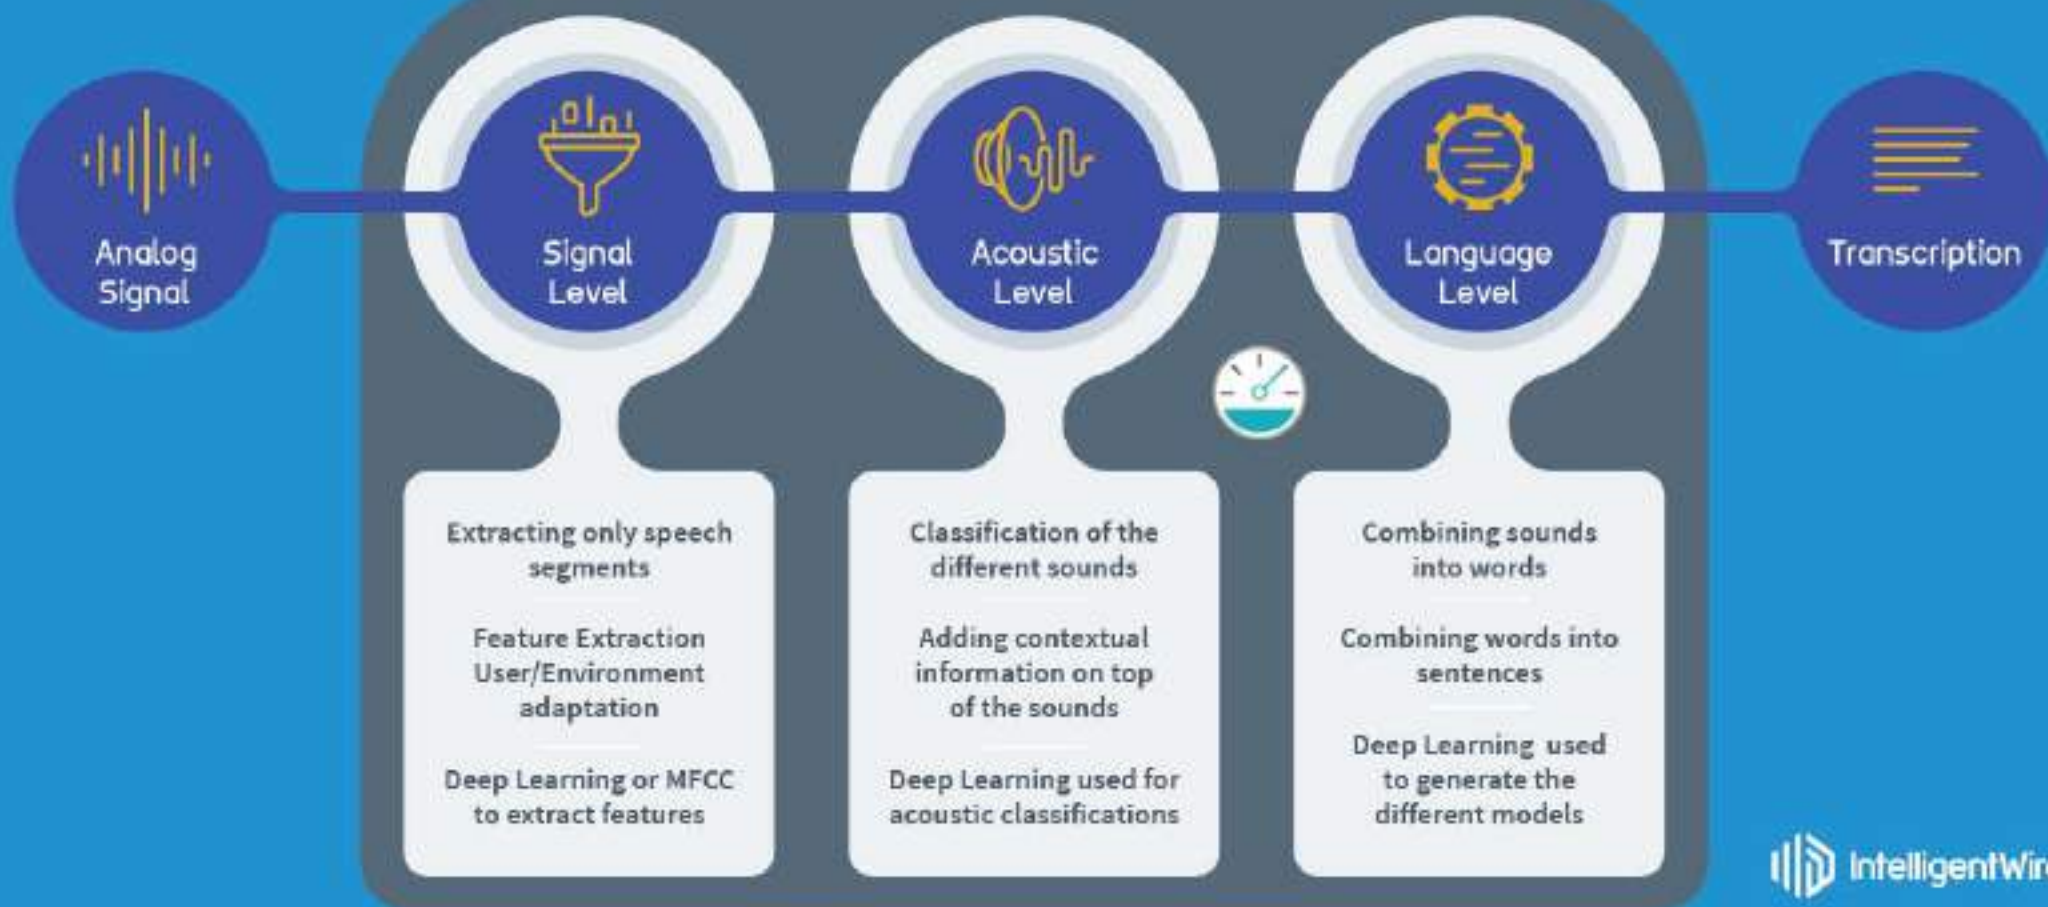 Analog
Signal
Signal
Level
Acoustic
Level
Language
Level
Transcription
Extracting only speech
segments
Feature Extraction
User/Environment
adaptation
Deep Learning or MFCC
to extract features
Classification of the
different sounds
Adding contextual
information on top
of the sounds
Deep Learning used for
acoustic classifications
Combining sounds
into words
Combining words into
sentences
Deep Learning used
to generate the
different models
IntelligentWire